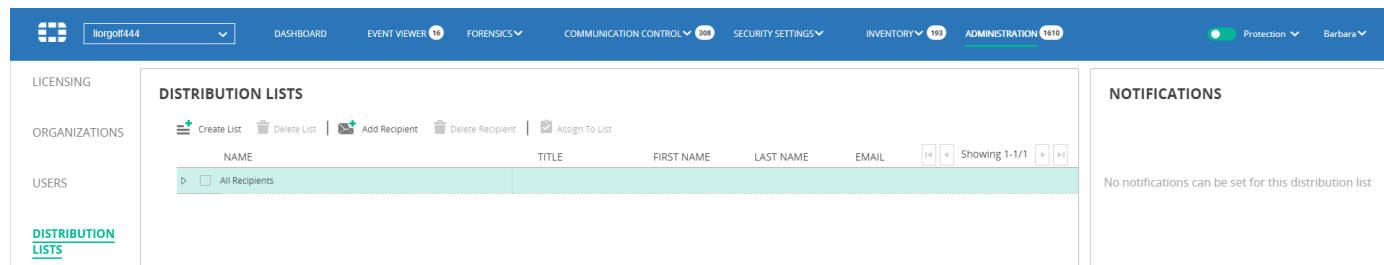 liorgolf444 DASHBOARD EVENT VIEWER 16 FORENSICS COMMUNICATION CONTROL 308 SECURITY SETTINGS INVENTORY 193 ADMINISTRATION 1610 Protection Barbara
LICENSING
ORGANIZATIONS
USERS
DISTRIBUTION
LISTS
DISTRIBUTION LISTS
Create List Delete List Add Recipient Delete Recipient Assign To List
NAME TITLE FIRST NAME LAST NAME EMAIL Showing 1-1/1
All Recipients
NOTIFICATIONS
No notifications can be set for this distribution list